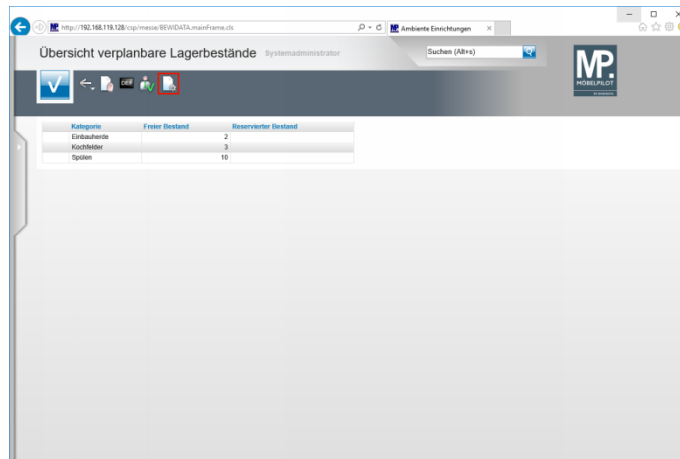 http://192.168.119.128/csp/messe/BEWIDATA.mainFrame.cls
Ambiente Einrichtungen
Übersicht verplanbare Lagerbestände Systemadministrator
Suchen (Alt+s)
MP.
MÖBELPILOT
Kategorie Freier Bestand Reservierter Bestand
Einbauherde 2
Kochfelder 3
Spülen 10